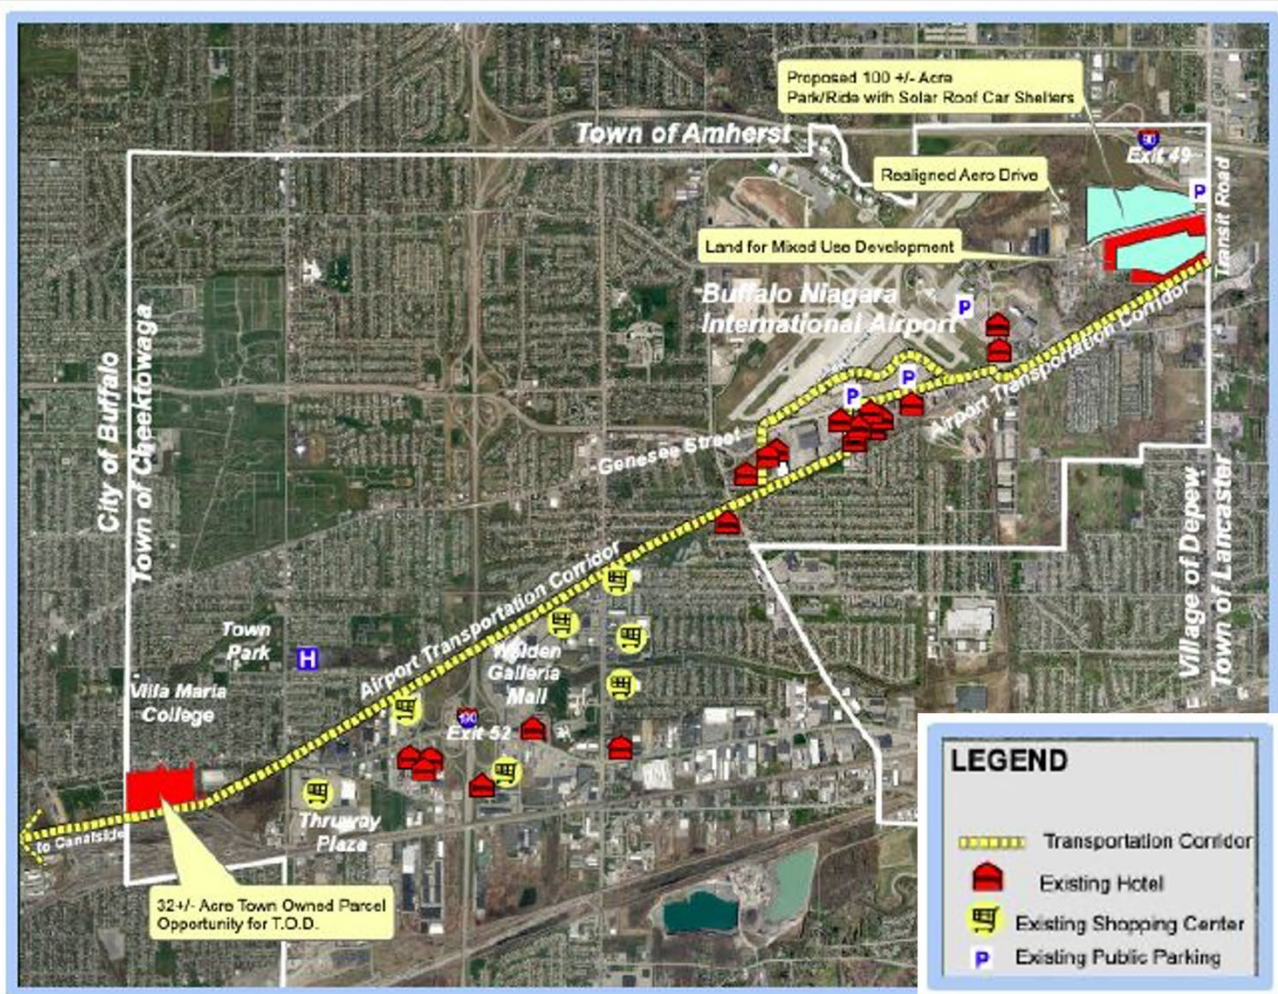 Proposed 100 +/- Acre
Park/Ride with Solar Roof Car Shelters
Town of Amherst
90
Exit 49
Realigned Aero Drive
P
Transit Road
Land for Mixed Use Development
Buffalo Niagara
International Airport
P
City of Buffalo
Town of Cheektowaga
P
P
Airport Transportation Corridor
Genesee Street
Village of Depew
Town of Lancaster
Airport Transportation Corridor
Town
Park
H
Walden
Galleria
Mall
Villa Maria
College
Exit 52
Thruway
Plaza
to Canalside
32+/- Acre Town Owned Parcel
Opportunity for T.O.D.
LEGEND
Transportation Corridor
Existing Hotel
Existing Shopping Center
P Existing Public Parking